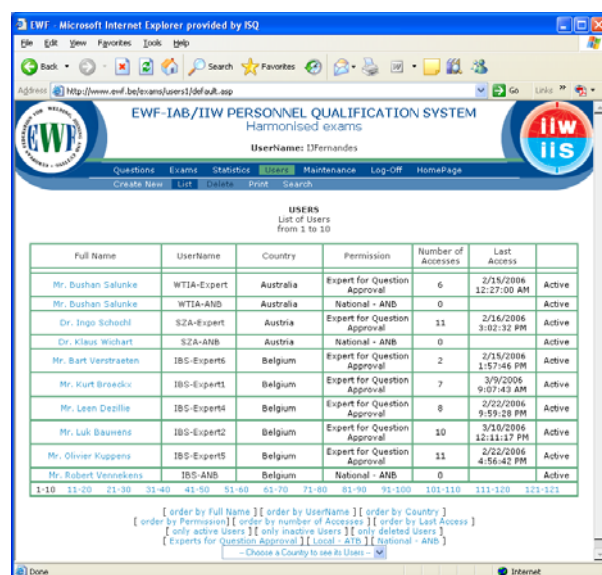 EWF - Microsoft Internet Explorer provided by ISQ
File Edit View Favorites Tools Help
Back Search Favorites
Address http://www.ewf.be/exams/users1/default.asp Go Links »
EWF-IAB/IIW PERSONNEL QUALIFICATION SYSTEM
Harmonised exams
UserName: IJFernandes
EWF
iiw
iis
Questions Exams Statistics Users Maintenance Log-Off HomePage
Create New List Delete Print Search
USERS
List of Users
from 1 to 10
Full Name UserName Country Permission Number of Accesses Last Access
Mr. Bushan Salunke WTIA-Expert Australia Expert for Question Approval 6 2/15/2006 12:27:00 AM Active
Mr. Bushan Salunke WTIA-ANB Australia National - ANB 0 Active
Dr. Ingo Schochl SZA-Expert Austria Expert for Question Approval 11 2/16/2006 3:02:32 PM Active
Dr. Klaus Wichart SZA-ANB Austria National - ANB 0 Active
Mr. Bart Verstraeten IBS-Expert6 Belgium Expert for Question Approval 2 2/15/2006 1:57:46 PM Active
Mr. Kurt Broeckx IBS-Expert1 Belgium Expert for Question Approval 7 3/9/2006 9:07:43 AM Active
Mr. Leen Dezillie IBS-Expert4 Belgium Expert for Question Approval 8 2/22/2006 9:59:28 PM Active
Mr. Luk Bauwens IBS-Expert2 Belgium Expert for Question Approval 10 3/10/2006 12:11:17 PM Active
Mr. Olivier Kuppens IBS-Expert5 Belgium Expert for Question Approval 11 2/22/2006 4:56:42 PM Active
Mr. Robert Vennekens IBS-ANB Belgium National - ANB 0 Active
1-10 11-20 21-30 31-40 41-50 51-60 61-70 71-80 81-90 91-100 101-110 111-120 121-121
[ order by Full Name ] [ order by UserName ] [ order by Country ]
[ order by Permission] [ order by number of Accesses ] [ order by Last Access ]
[ only active Users ] [ only inactive Users ] [ only deleted Users ]
[ Experts for Question Approval ] [ Local - ATB ] [ National - ANB ]
-- Choose a Country to see its Users --
Done Internet